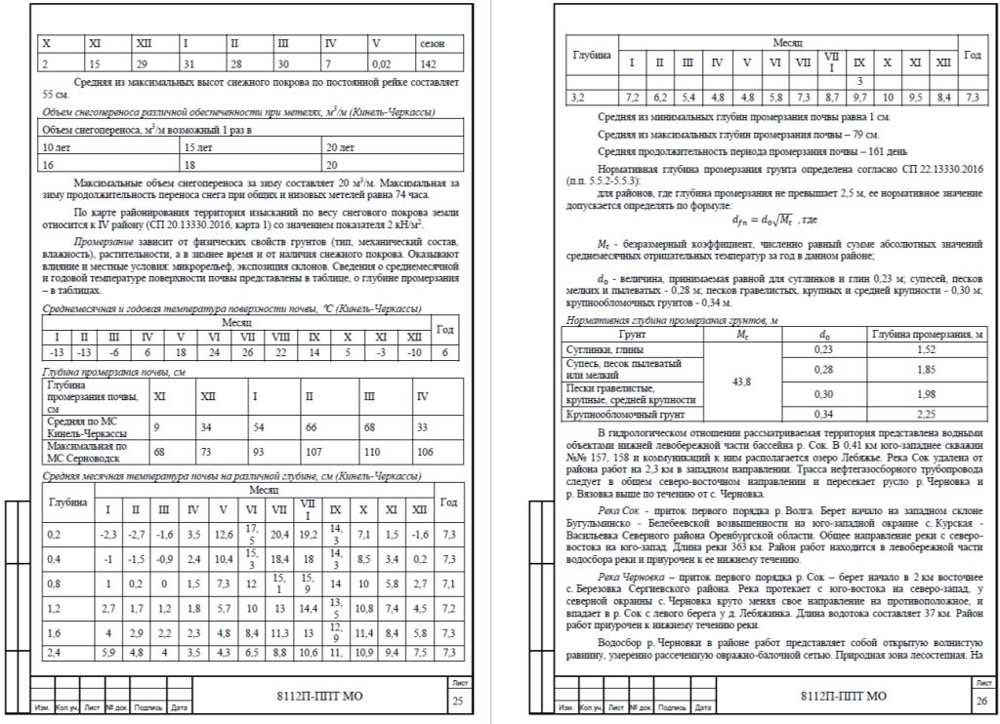 X XI XII I II III IV V сезон
2 15 29 31 28 30 7 0,02 142
Средняя из максимальных высот снежного покрова по постоянной рейке составляет
55 см.
Объем снегопереноса различной обеспеченности при метелях, м³/м (Кинель-Черкассы)
Объем снегопереноса, м³/м возможный 1 раз в
10 лет 15 лет 20 лет
16 18 20
Максимальные объем снегопереноса за зиму составляет 20 м³/м. Максимальная за
зиму продолжительность переноса снега при общих и низовых метелей равна 74 часа.
По карте районирования территория изысканий по весу снегового покрова земли
относится к IV району (СП 20.13330.2016, карта 1) со значением показателя 2 кН/м².
Промерзание зависит от физических свойств грунтов (тип, механический состав,
влажность), растительности, а в зимнее время и от наличия снежного покрова. Оказывают
влияние и местные условия: микрорельеф, экспозиция склонов. Сведения о среднемесячной
и годовой температуре поверхности почвы представлены в таблице, о глубине промерзания
– в таблицах.
Среднемесячная и годовая температура поверхности почвы, °С (Кинель-Черкассы)
Месяц Год
I II III IV V VI VII VIII IX X XI XII
-13 -13 -6 6 18 24 26 22 14 5 -3 -10 6
Глубина промерзания почвы, см
Глубина
промерзания почвы, XI XII I II III IV
см
Средняя по МС
Кинель-Черкассы 9 34 54 66 68 33
Максимальная по
МС Серноводск 68 73 93 107 110 106
Средняя месячная температура почвы на различной глубине, см (Кинель-Черкассы)
Глубина Месяц Год
I II III IV V VI VII VII
I IX X XI XII
0,2 -2,3 -2,7 -1,6 3,5 12,6 17,
5 20,4 19,2 14,
3 7,1 1,5 -1,6 7,3
0,4 -1 -1,5 -0,9 2,4 10,4 15,
3 18,4 18 14,
3 8,5 3,4 0,2 7,3
0,8 1 0,2 0 1,5 7,3 12 15,
1 15,
9 14 10 5,8 2,7 7,1
1,2 2,7 1,7 1,2 1,8 5,7 10 13 14,4 13,
5 10,8 7,4 4,5 7,2
1,6 4 2,9 2,2 2,3 4,8 8,4 11,3 13 12,
9 11,4 8,4 5,8 7,3
2,4 5,9 4,8 4 3,5 4,3 6,5 8,8 10,6 11, 10,9 9,4 7,5 7,3
Изм. Кол.уч. Лист № док. Подпись Дата
8112П-ППТ МО
Лист
25
Глубина Месяц Год
I II III IV V VI VII VII
I IX X XI XII
3
3,2 7,2 6,2 5,4 4,8 4,8 5,8 7,3 8,7 9,7 10 9,5 8,4 7,3
Средняя из минимальных глубин промерзания почвы равна 1 см.
Средняя из максимальных глубин промерзания почвы – 79 см.
Средняя продолжительность периода промерзания почвы – 161 день
Нормативная глубина промерзания грунта определена согласно СП 22.13330.2016
(п.п. 5.5.2-5.5.3):
для районов, где глубина промерзания не превышает 2,5 м, ее нормативное значение
допускается определять по формуле:
d_fn = d₀√M_t , где
M_t - безразмерный коэффициент, численно равный сумме абсолютных значений
среднемесячных отрицательных температур за год в данном районе;
d₀ - величина, принимаемая равной для суглинков и глин 0,23 м; супесей, песков
мелких и пылеватых - 0,28 м; песков гравелистых, крупных и средней крупности - 0,30 м;
крупнообломочных грунтов - 0,34 м.
Нормативная глубина промерзания грунтов, м
Грунт M_t d₀ Глубина промерзания, м
Суглинки, глины 0,23 1,52
Супесь, песок пылеватый
или мелкий 0,28 1,85
43,8
Пески гравелистые,
крупные, средней крупности 0,30 1,98
Крупнообломочный грунт 0,34 2,25
В гидрологическом отношении рассматриваемая территория представлена водными
объектами нижней левобережной части бассейна р. Сок. В 0,41 км юго-западнее скважин
№№ 157, 158 и коммуникаций к ним располагается озеро Лебяжье. Река Сок удалена от
района работ на 2,3 км в западном направлении. Трасса нефтегазосборного трубопровода
следует в общем северо-восточном направлении и пересекает русло р. Черновка и
р. Вязовка выше по течению от с. Черновка.
Река Сок - приток первого порядка р. Волга. Берет начало на западном склоне
Бугульминско - Белебеевской возвышенности на юго-западной окраине с. Курская -
Васильевка Северного района Оренбургской области. Общее направление реки с северо-
востока на юго-запад. Длина реки 363 км. Район работ находится в левобережной части
водосбора реки и приурочен к ее нижнему течению.
Река Черновка – приток первого порядка р. Сок – берет начало в 2 км восточнее
с. Березовка Сергиевского района. Река протекает с юго-востока на северо-запад, у
северной окраины с. Черновка круто меняя свое направление на противоположное, и
впадает в р. Сок с левого берега у д. Лебяжинка. Длина водотока составляет 37 км. Район
работ приурочен к нижнему течению реки.
Водосбор р. Черновки в районе работ представляет собой открытую волнистую
равнину, умеренно рассеченную овражно-балочной сетью. Природная зона лесостепная. На
Изм. Кол.уч. Лист № док. Подпись Дата
8112П-ППТ МО
Лист
26